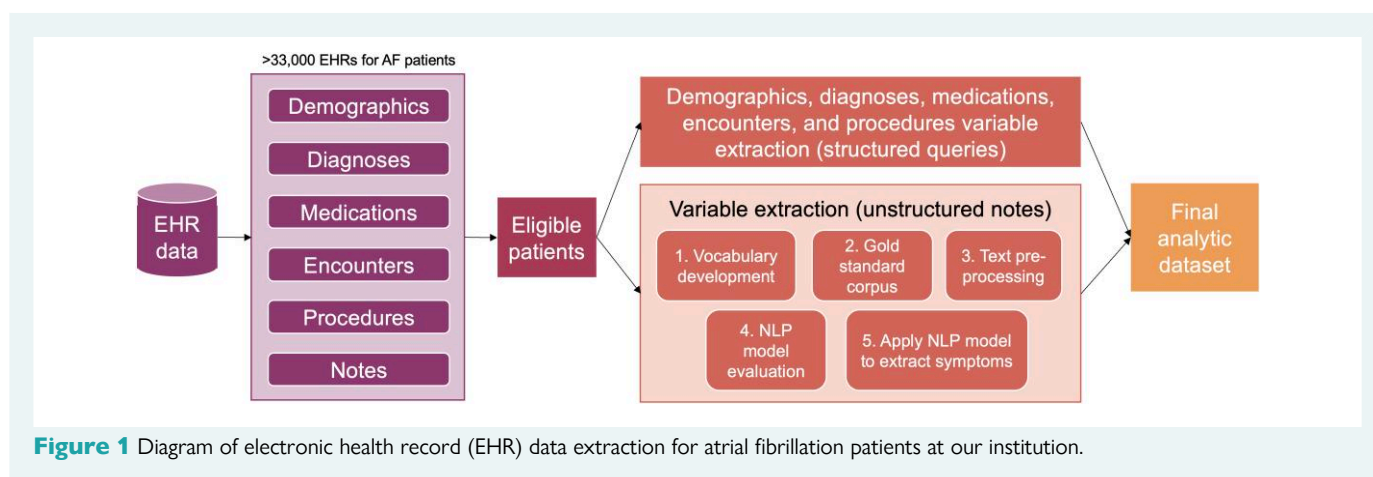 >33,000 EHRs for AF patients
EHR
data
Demographics
Diagnoses
Medications
Encounters
Procedures
Notes
Eligible
patients
Demographics, diagnoses, medications,
encounters, and procedures variable
extraction (structured queries)
Variable extraction (unstructured notes)
1. Vocabulary
development
2. Gold
standard
corpus
3. Text pre-
processing
4. NLP
model
evaluation
5. Apply NLP model
to extract symptoms
Final
analytic
dataset
Figure 1 Diagram of electronic health record (EHR) data extraction for atrial fibrillation patients at our institution.